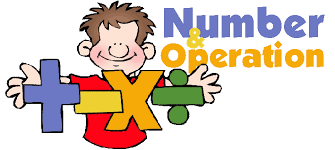 Number
&
Operation
+ - × ÷